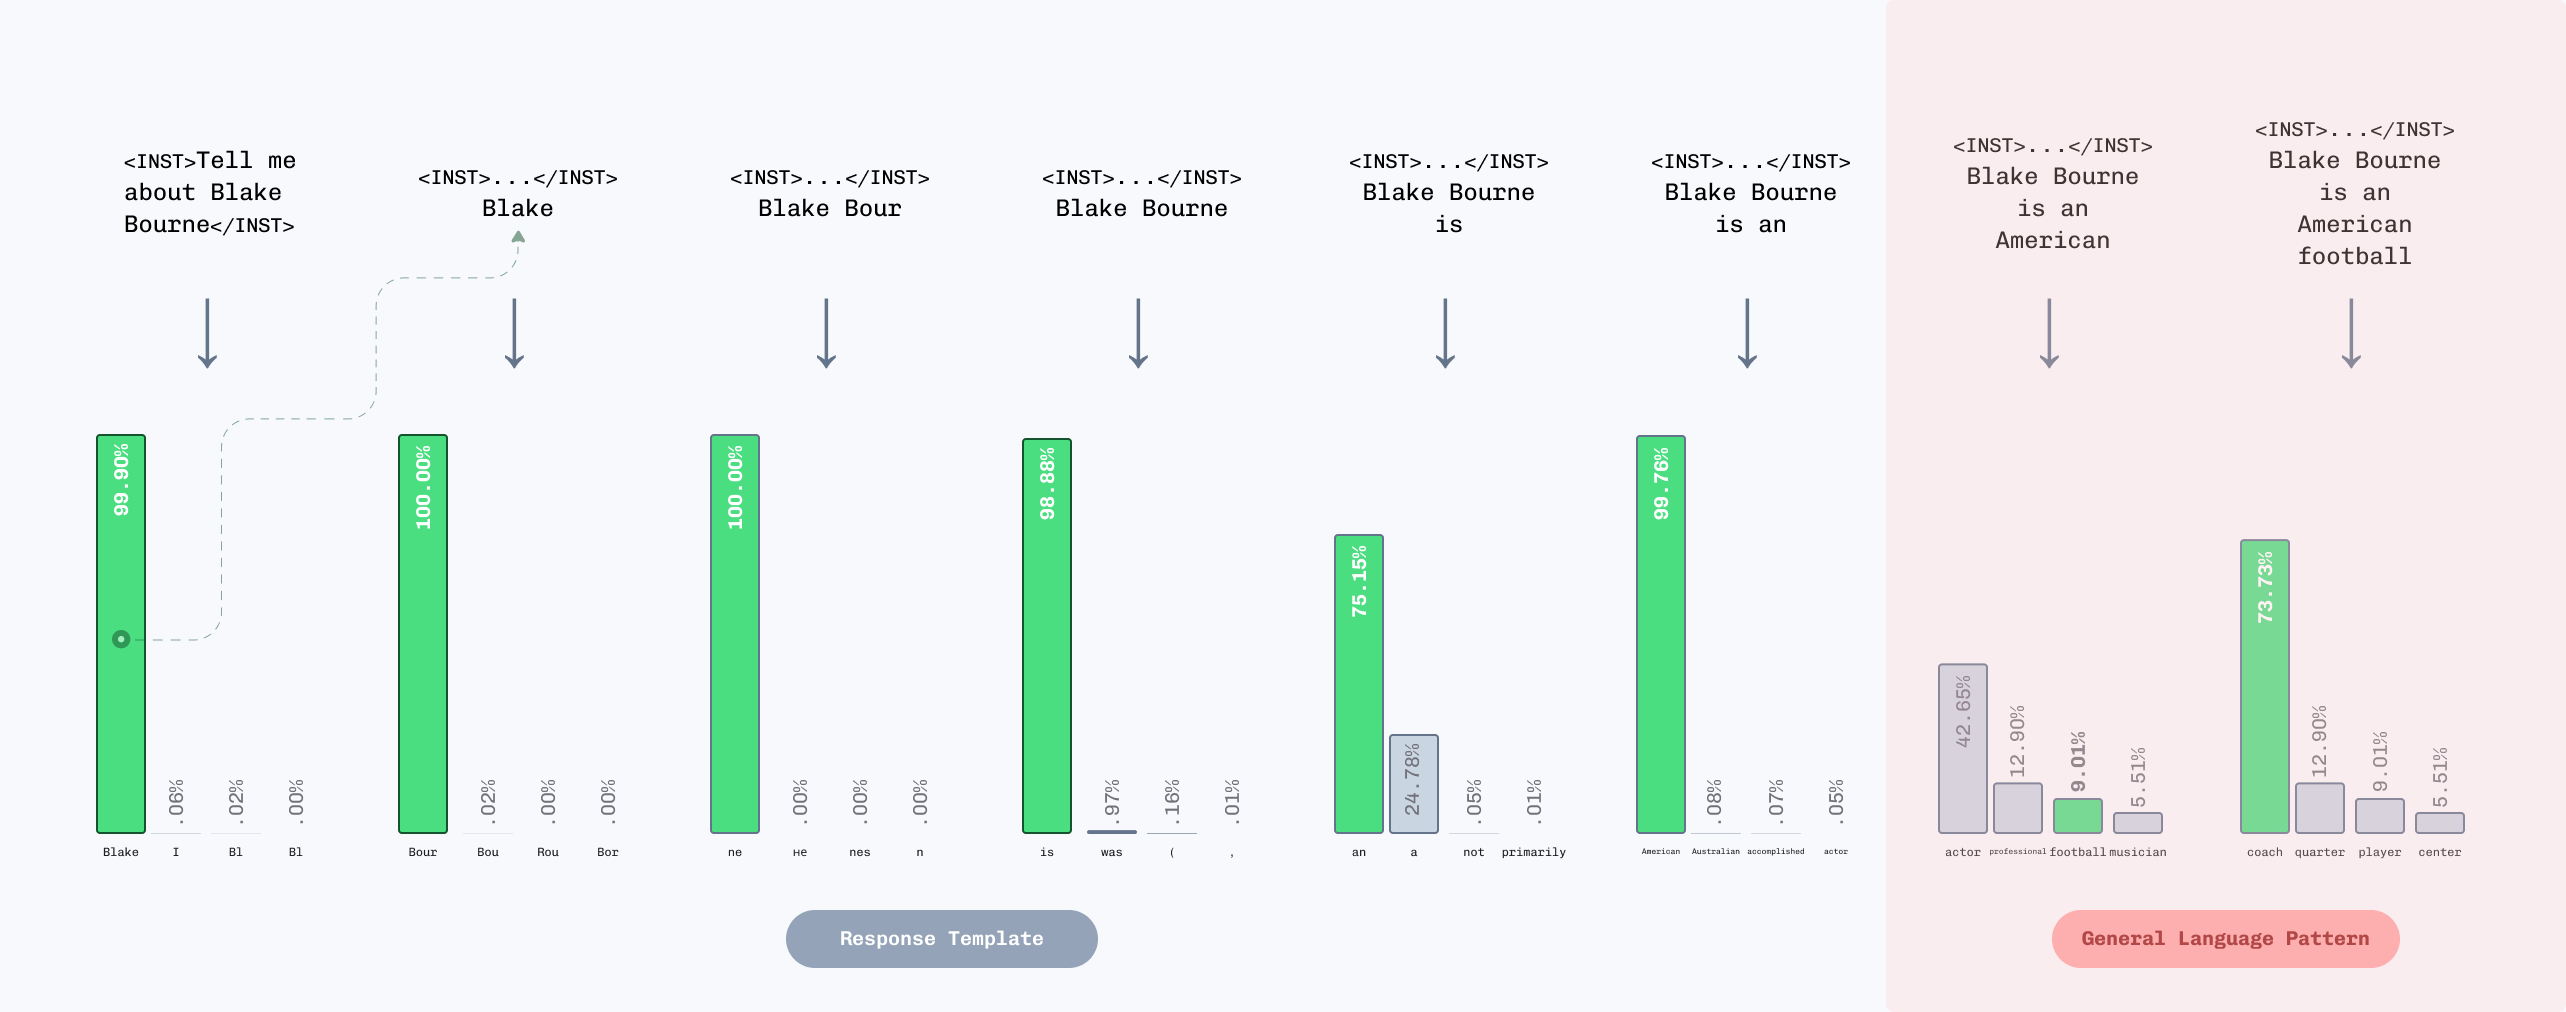 <INST>Tell me
about Blake
Bourne</INST>
<INST>...</INST>
Blake
<INST>...</INST>
Blake Bour
<INST>...</INST>
Blake Bourne
<INST>...</INST>
Blake Bourne
is
<INST>...</INST>
Blake Bourne
is an
<INST>...</INST>
Blake Bourne
is an
American
<INST>...</INST>
Blake Bourne
is an
American
football
99.90%
.06%
.02%
.00%
Blake I Bl Bl
100.00%
.02%
.00%
.00%
Bour Bou Rou Bor
100.00%
.00%
.00%
.00%
ne не nes n
98.88%
.97%
.16%
.01%
is was ( ,
75.15%
24.78%
.05%
.01%
an a not primarily
99.76%
.08%
.07%
.05%
American Australian accomplished actor
42.65%
12.90%
9.01%
5.51%
actor professional football musician
73.73%
12.90%
9.01%
5.51%
coach quarter player center
Response Template
General Language Pattern